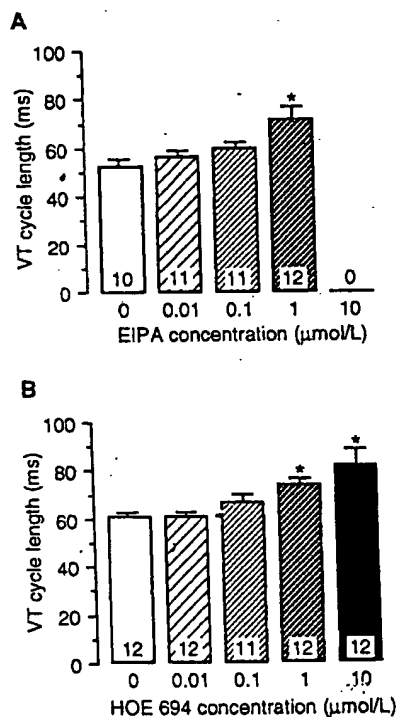 A
100
80
60
40
20
0
VT cycle length (ms)
*
10 11 11 12 0
0 0.01 0.1 1 10
EIPA concentration (μmol/L)
B
100
80
60
40
20
0
VT cycle length (ms)
* *
12 12 11 12 12
0 0.01 0.1 1 10
HOE 694 concentration (μmol/L)